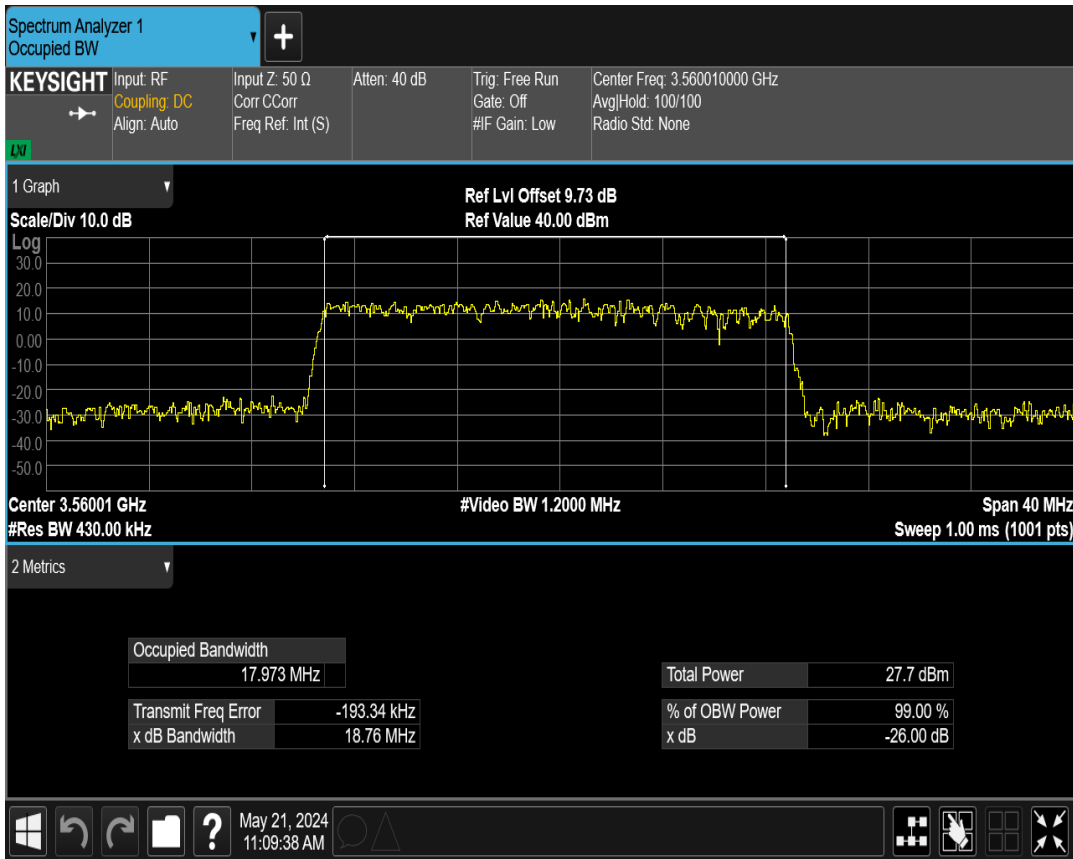 Spectrum Analyzer 1
Occupied BW
+
KEYSIGHT
LXI
Input: RF
Coupling: DC
Align: Auto
Input Z: 50 Ω
Corr CCorr
Freq Ref: Int (S)
Atten: 40 dB
Trig: Free Run
Gate: Off
#IF Gain: Low
Center Freq: 3.560010000 GHz
Avg|Hold: 100/100
Radio Std: None
1 Graph
Scale/Div 10.0 dB
Ref Lvl Offset 9.73 dB
Ref Value 40.00 dBm
Log
30.0
20.0
10.0
0.00
-10.0
-20.0
-30.0
-40.0
-50.0
Center 3.56001 GHz
#Video BW 1.2000 MHz
Span 40 MHz
#Res BW 430.00 kHz
Sweep 1.00 ms (1001 pts)
2 Metrics
Occupied Bandwidth
17.973 MHz
Total Power 27.7 dBm
Transmit Freq Error -193.34 kHz
% of OBW Power 99.00 %
x dB Bandwidth 18.76 MHz
x dB -26.00 dB
?
May 21, 2024
11:09:38 AM